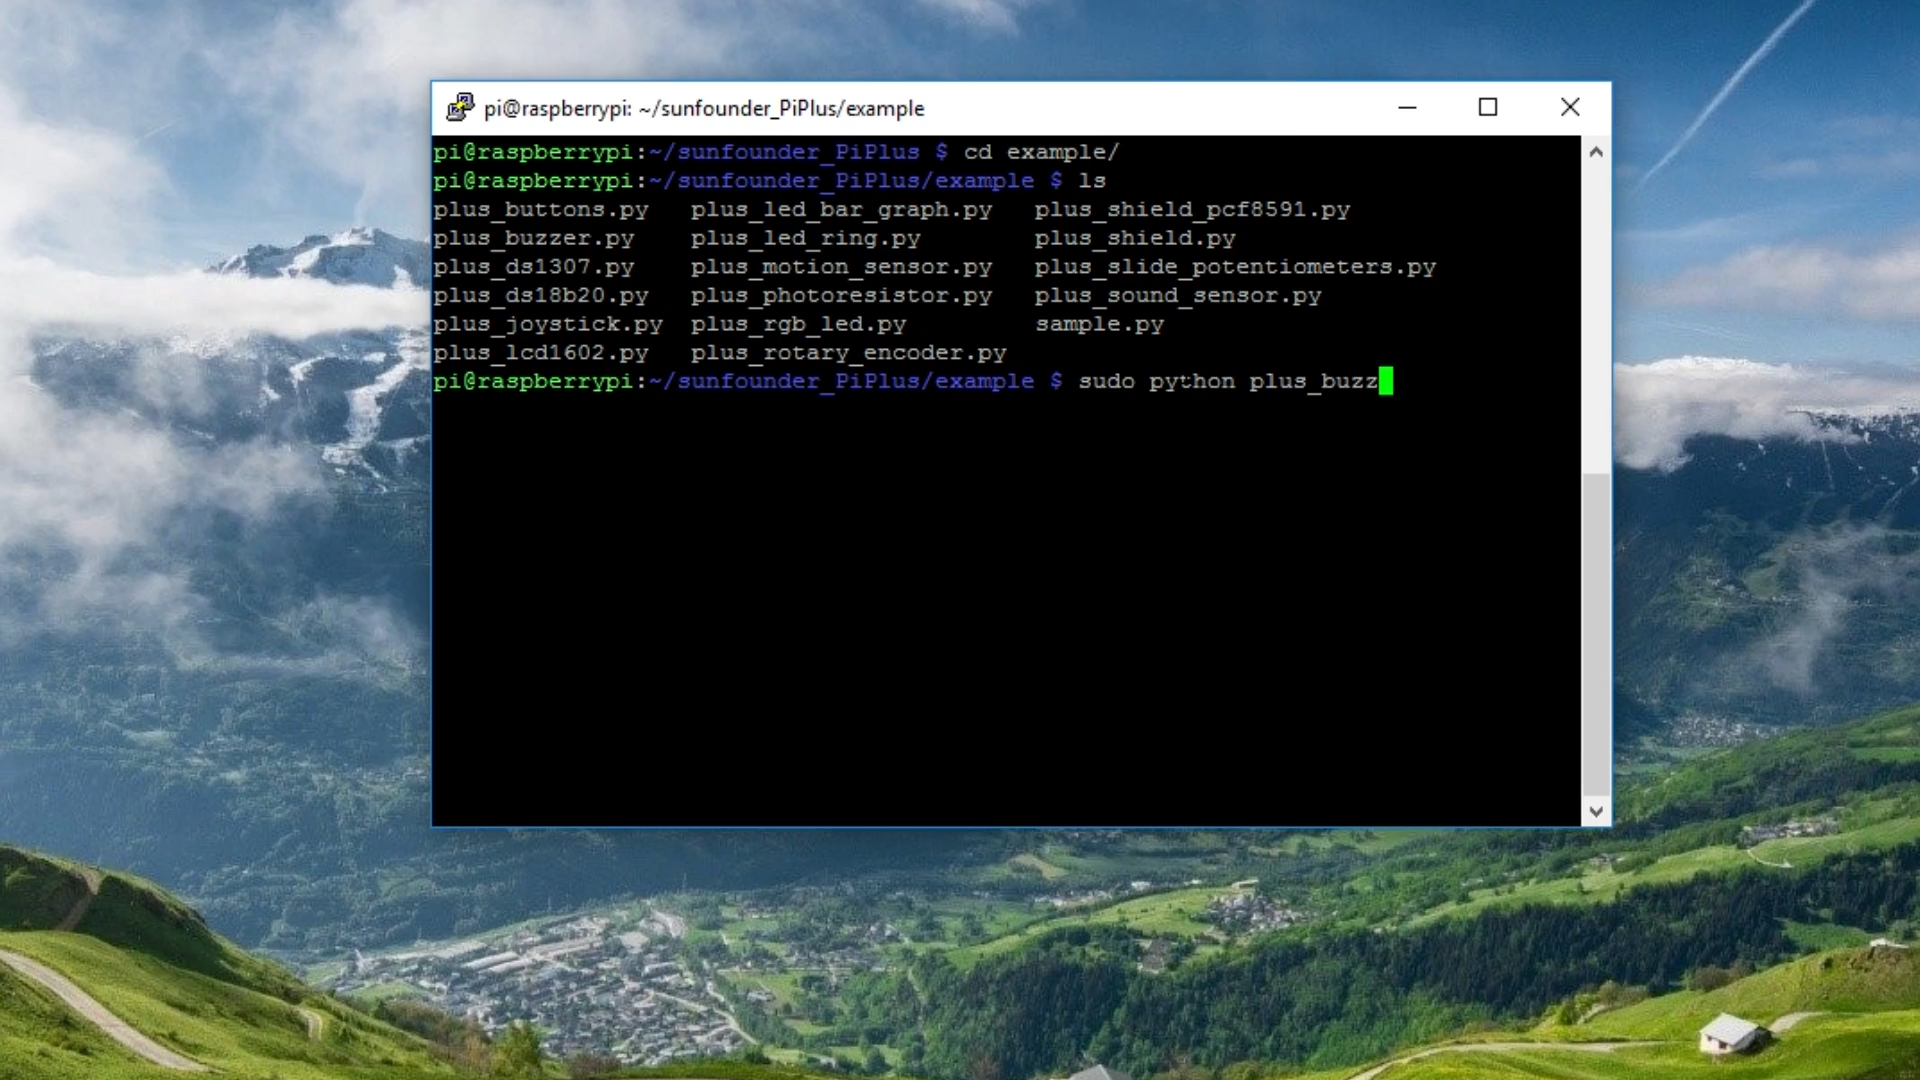 pi@raspberrypi: ~/sunfounder_PiPlus/example
pi@raspberrypi:~/sunfounder_PiPlus $ cd example/
pi@raspberrypi:~/sunfounder_PiPlus/example $ ls
plus_buttons.py   plus_led_bar_graph.py   plus_shield_pcf8591.py
plus_buzzer.py    plus_led_ring.py        plus_shield.py
plus_ds1307.py    plus_motion_sensor.py   plus_slide_potentiometers.py
plus_ds18b20.py   plus_photoresistor.py   plus_sound_sensor.py
plus_joystick.py  plus_rgb_led.py         sample.py
plus_lcd1602.py   plus_rotary_encoder.py
pi@raspberrypi:~/sunfounder_PiPlus/example $ sudo python plus_buzz